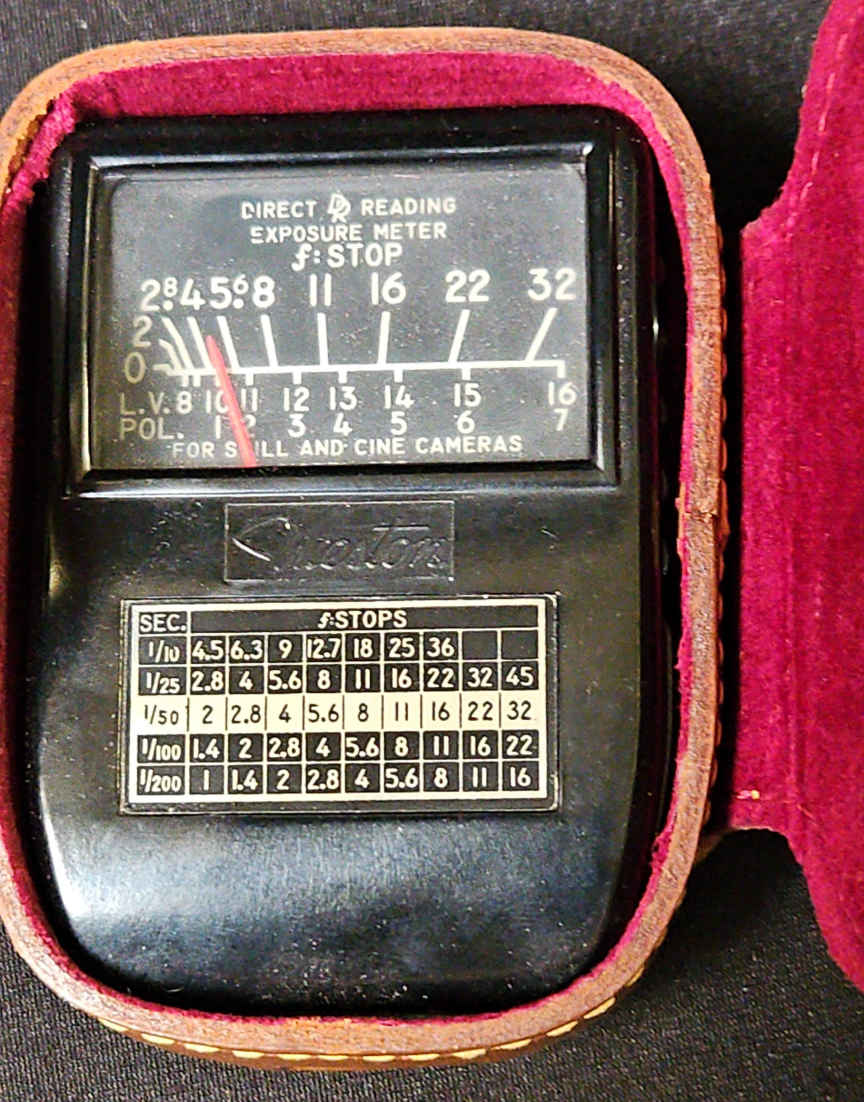 DIRECT DR READING
EXPOSURE METER
f: STOP
2.8 4 5.6 8 11 16 22 32
2
0
L.V. 8 10 11 12 13 14 15 16
POL. 1 2 3 4 5 6 7
FOR STILL AND CINE CAMERAS
SEC. f:STOPS
1/10 4.5 6.3 9 12.7 18 25 36
1/25 2.8 4 5.6 8 11 16 22 32 45
1/50 2 2.8 4 5.6 8 11 16 22 32
1/100 1.4 2 2.8 4 5.6 8 11 16 22
1/200 1 1.4 2 2.8 4 5.6 8 11 16